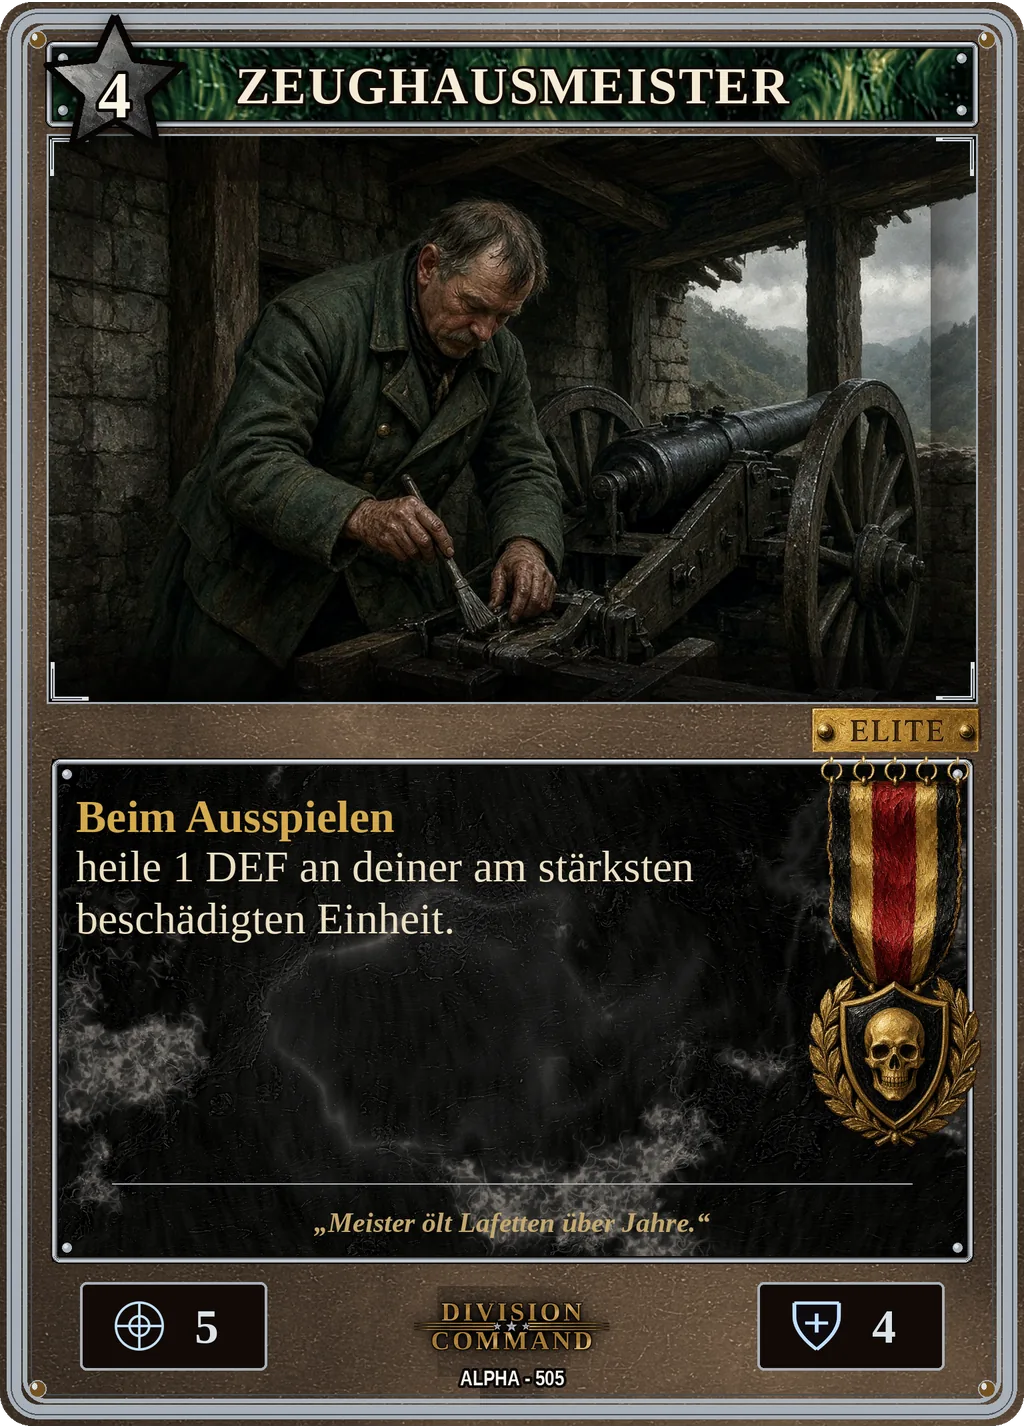 4
ZEUGHAUSMEISTER
ELITE
Beim Ausspielen
heile 1 DEF an deiner am stärksten
beschädigten Einheit.
„Meister ölt Lafetten über Jahre.“
5
DIVISION
COMMAND
4
ALPHA - 505